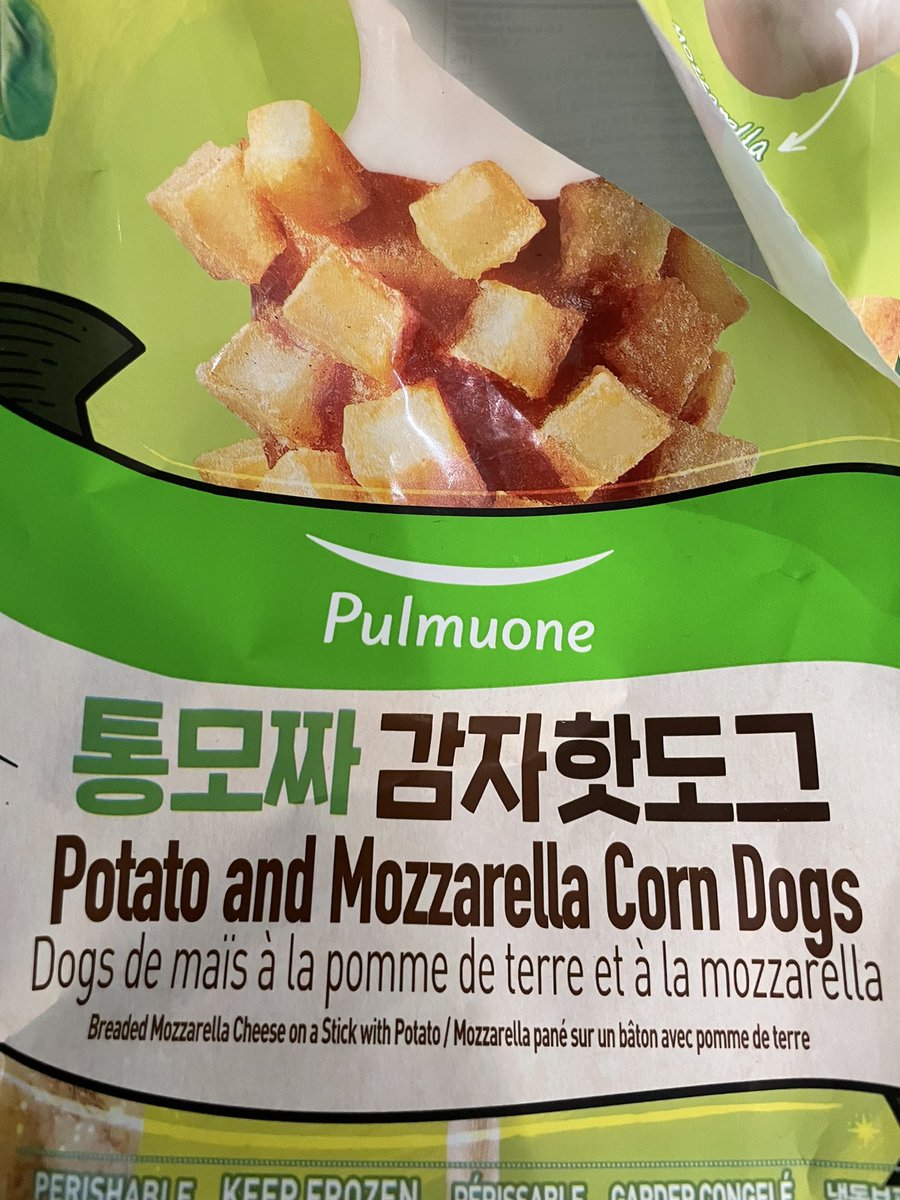 mozzarella
Pulmuone
통모짜 감자핫도그
Potato and Mozzarella Corn Dogs
Dogs de maïs à la pomme de terre et à la mozzarella
Breaded Mozzarella Cheese on a Stick with Potato / Mozzarella pané sur un bâton avec pomme de terre
PERISHABLE KEEP FROZEN PÉRISSABLE GARDER CONGELÉ